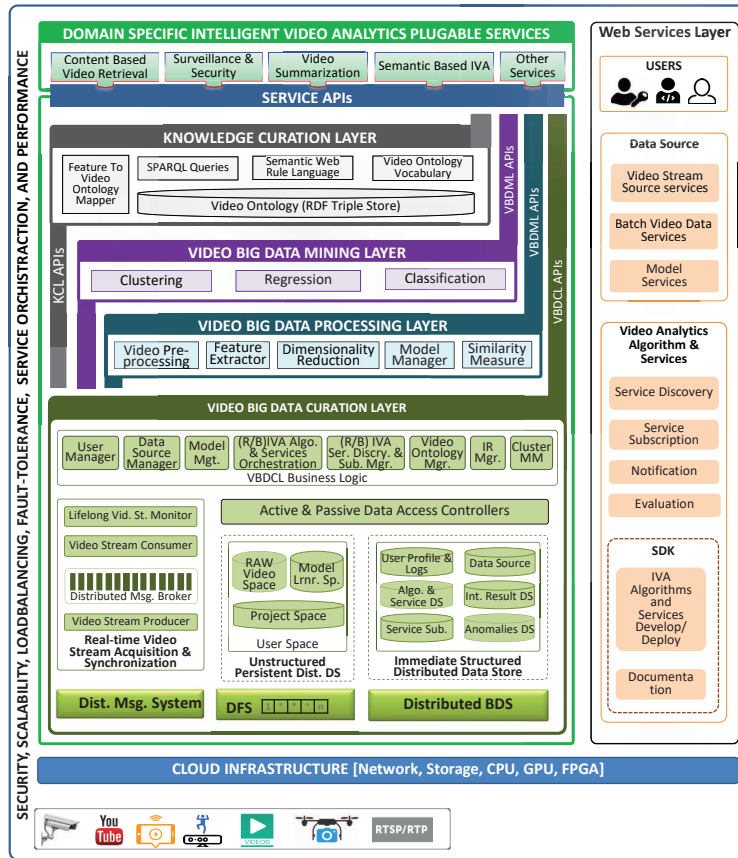 DOMAIN SPECIFIC INTELLIGENT VIDEO ANALYTICS PLUGABLE SERVICES
Content Based
Video Retrieval
Surveillance &
Security
Video
Summarization
Semantic Based IVA
Other
Services
SERVICE APIs
KNOWLEDGE CURATION LAYER
Feature To
Video
Ontology
Mapper
SPARQL Queries
Semantic Web
Rule Language
Video Ontology
Vocabulary
Video Ontology (RDF Triple Store)
KCL APIs
VBDML APIs
VBDML APIs
VBDCL APIs
VIDEO BIG DATA MINING LAYER
Clustering
Regression
Classification
VIDEO BIG DATA PROCESSING LAYER
Video Pre-
processing
Feature
Extractor
Dimensionality
Reduction
Model
Manager
Similarity
Measure
VIDEO BIG DATA CURATION LAYER
User
Manager
Data
Source
Manager
Model
Mgt.
(R/B)IVA Algo.
& Services
Orchestration
(R/B) IVA
Ser. Discry. &
Sub. Mgr.
Video
Ontology
Mgr.
IR
Mgr.
Cluster
MM
VBDCL Business Logic
Lifelong Vid. St. Monitor
Video Stream Consumer
Distributed Msg. Broker
Video Stream Producer
Real-time Video
Stream Acquisition &
Synchronization
Active & Passive Data Access Controllers
RAW
Video
Space
Model
Lrnr. Sp.
Project Space
User Space
Unstructured
Persistent Dist. DS
User Profile &
Logs
Data Source
Algo. &
Service DS
Int. Result DS
Service Sub.
Anomalies DS
Immediate Structured
Distributed Data Store
Dist. Msg. System
DFS 1 * * * n
Distributed BDS
CLOUD INFRASTRUCTURE [Network, Storage, CPU, GPU, FPGA]
You
Tube
VIDEOS
RTSP/RTP
SECURITY, SCALABILITY, LOADBALANCING, FAULT-TOLERANCE, SERVICE ORCHISTRACTION, AND PERFORMANCE
Web Services Layer
USERS
Data Source
Video Stream
Source services
Batch Video Data
Services
Model
Services
Video Analytics
Algorithm &
Services
Service Discovery
Service
Subscription
Notification
Evaluation
SDK
IVA
Algorithms
and
Services
Develop/
Deploy
Documenta
tion